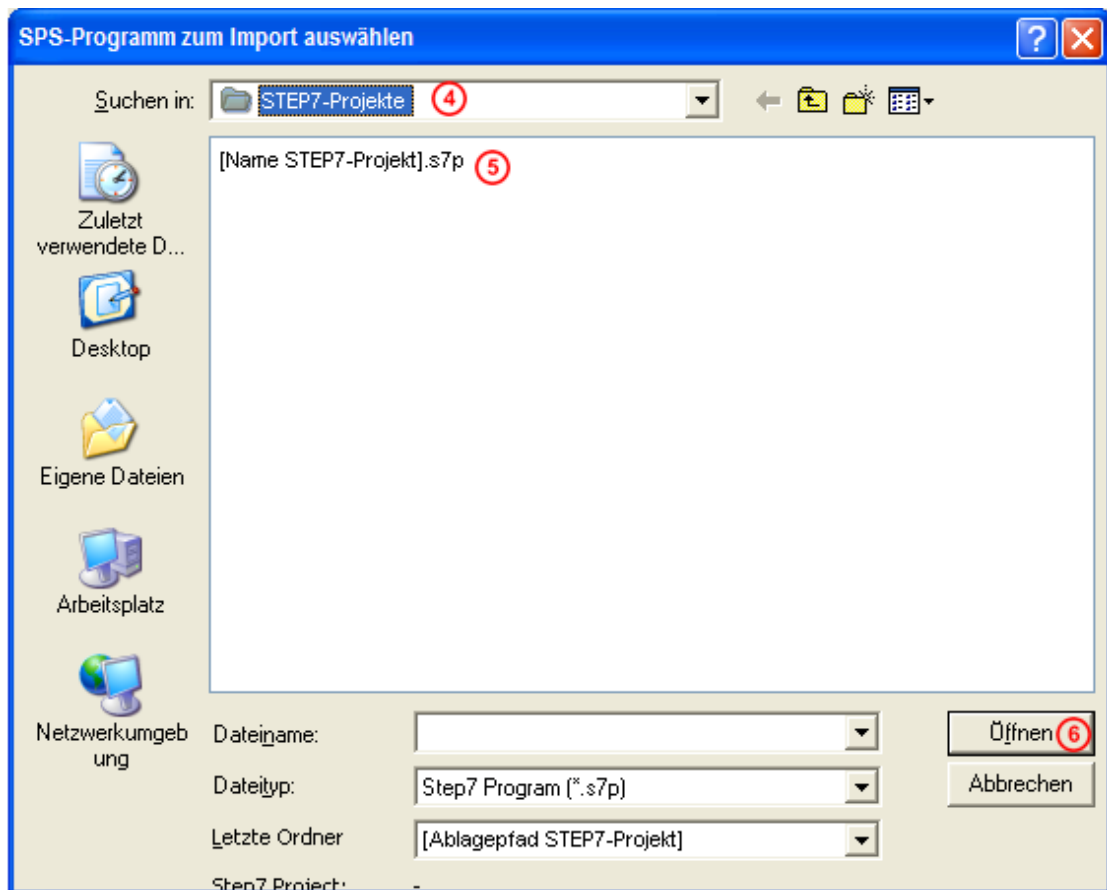 SPS-Programm zum Import auswählen
Suchen in:
STEP7-Projekte
4
[Name STEP7-Projekt].s7p
5
Zuletzt
verwendete D...
Desktop
Eigene Dateien
Arbeitsplatz
Netzwerkumgeb
ung
Dateiname:
Öffnen
6
Dateityp:
Step7 Program (*.s7p)
Abbrechen
Letzte Ordner
[Ablagepfad STEP7-Projekt]
Step7 Project: -